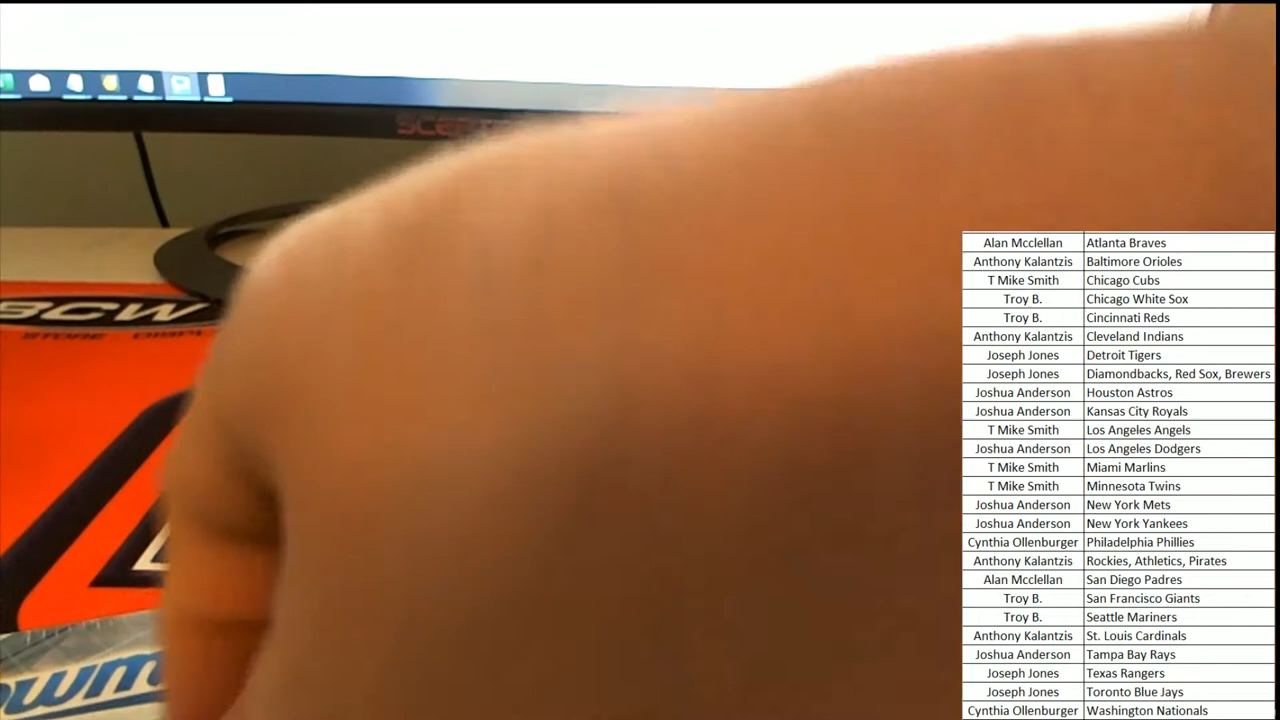 SCEPT
BCW
STORE DISPL
owm
Alan Mcclellan Atlanta Braves
Anthony Kalantzis Baltimore Orioles
T Mike Smith Chicago Cubs
Troy B. Chicago White Sox
Troy B. Cincinnati Reds
Anthony Kalantzis Cleveland Indians
Joseph Jones Detroit Tigers
Joseph Jones Diamondbacks, Red Sox, Brewers
Joshua Anderson Houston Astros
Joshua Anderson Kansas City Royals
T Mike Smith Los Angeles Angels
Joshua Anderson Los Angeles Dodgers
T Mike Smith Miami Marlins
T Mike Smith Minnesota Twins
Joshua Anderson New York Mets
Joshua Anderson New York Yankees
Cynthia Ollenburger Philadelphia Phillies
Anthony Kalantzis Rockies, Athletics, Pirates
Alan Mcclellan San Diego Padres
Troy B. San Francisco Giants
Troy B. Seattle Mariners
Anthony Kalantzis St. Louis Cardinals
Joshua Anderson Tampa Bay Rays
Joseph Jones Texas Rangers
Joseph Jones Toronto Blue Jays
Cynthia Ollenburger Washington Nationals